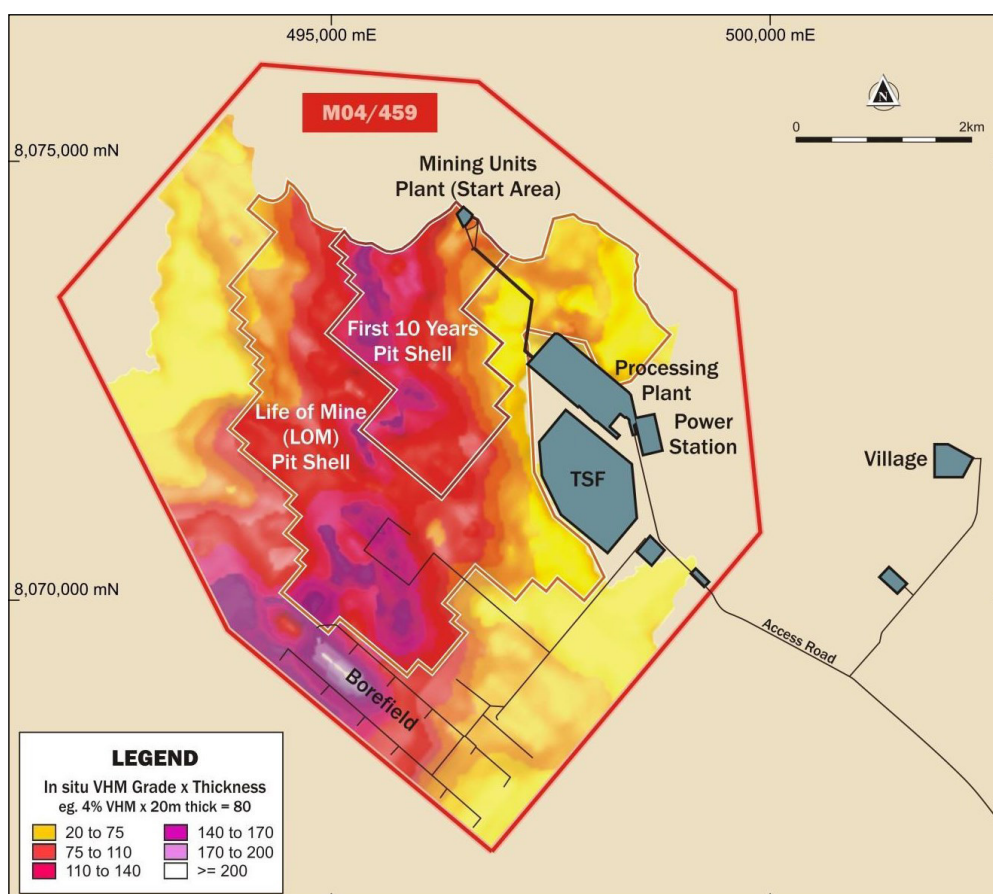 495,000 mE
500,000 mE
M04/459
N
0
2km
8,075,000 mN
Mining Units
Plant (Start Area)
First 10 Years
Pit Shell
Processing
Plant
Life of Mine
(LOM)
Pit Shell
Power
Station
Village
TSF
8,070,000 mN
Access Road
Borefield
LEGEND
In situ VHM Grade x Thickness
eg. 4% VHM x 20m thick = 80
20 to 75
140 to 170
75 to 110
170 to 200
110 to 140
>= 200